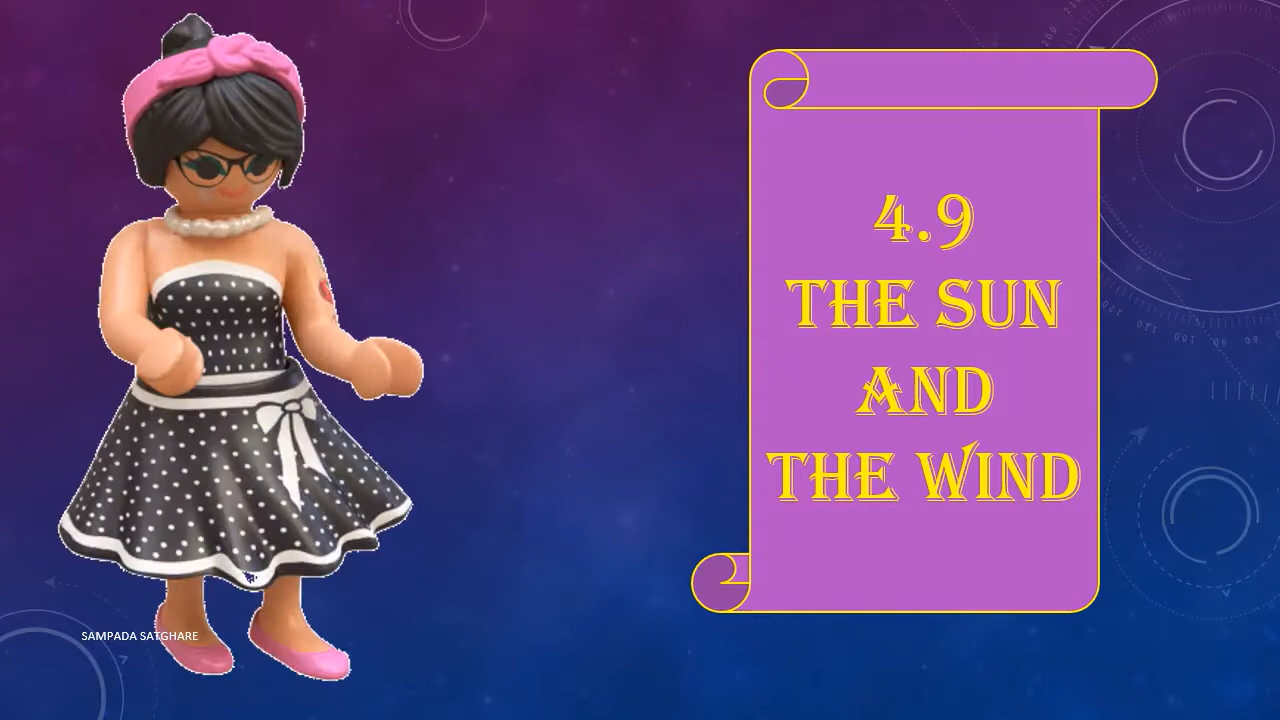 4.9
THE SUN
AND
THE WIND
SAMPADA SATGHARE